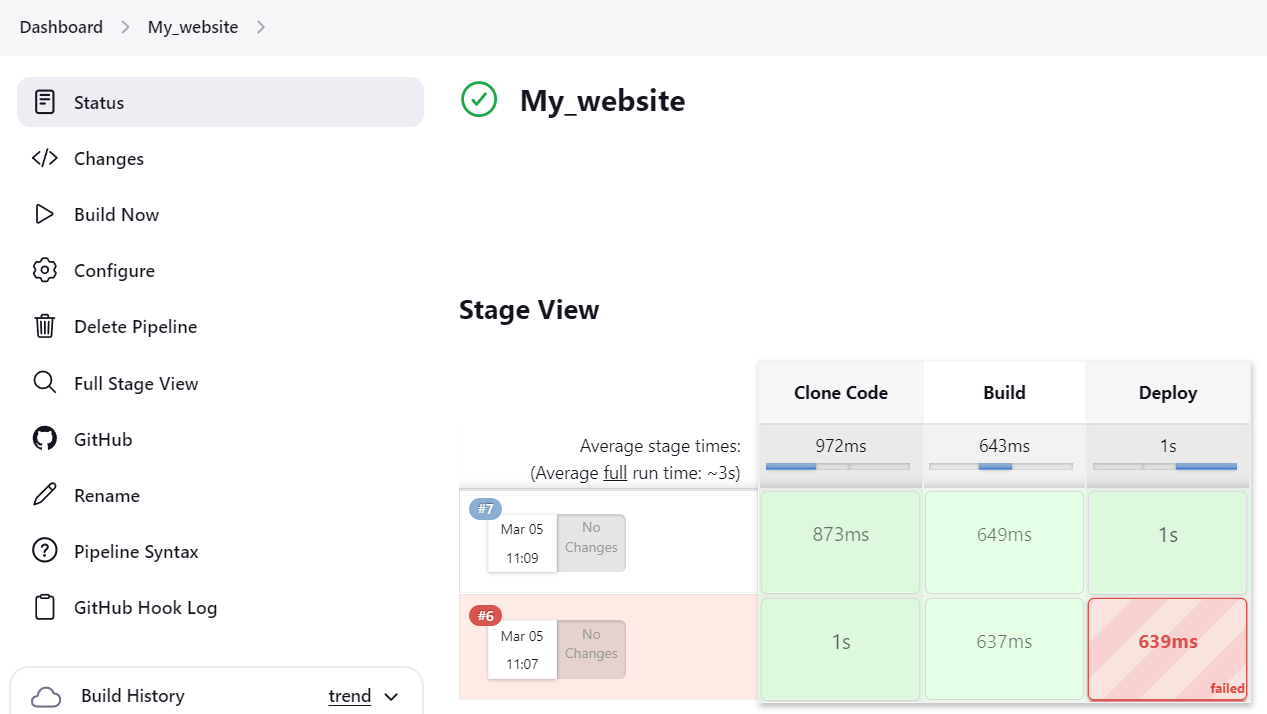 Dashboard
My_website
Status
Changes
Build Now
Configure
Delete Pipeline
Full Stage View
GitHub
Rename
Pipeline Syntax
GitHub Hook Log
Build History
trend
My_website
Stage View
Clone Code
Build
Deploy
Average stage times:
(Average full run time: ~3s)
972ms
643ms
1s
#7
Mar 05
11:09
No
Changes
873ms
649ms
1s
#6
Mar 05
11:07
No
Changes
1s
637ms
639ms
failed